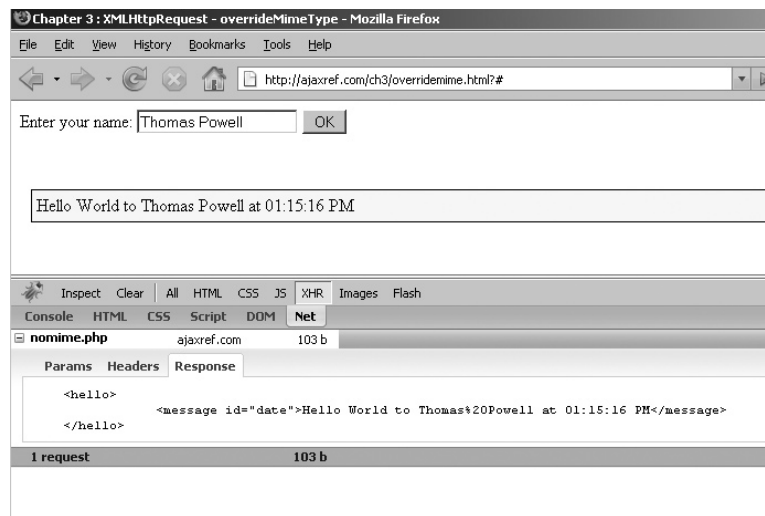 Chapter 3 : XMLHttpRequest - overrideMimeType - Mozilla Firefox
File Edit View History Bookmarks Tools Help
http://ajaxref.com/ch3/overridemime.html?#
Enter your name: Thomas Powell OK
Hello World to Thomas Powell at 01:15:16 PM
Inspect Clear All HTML CSS JS XHR Images Flash
Console HTML CSS Script DOM Net
nomime.php ajaxref.com 103 b
Params Headers Response
<hello>
<message id="date">Hello World to Thomas%20Powell at 01:15:16 PM</message>
</hello>
1 request 103 b